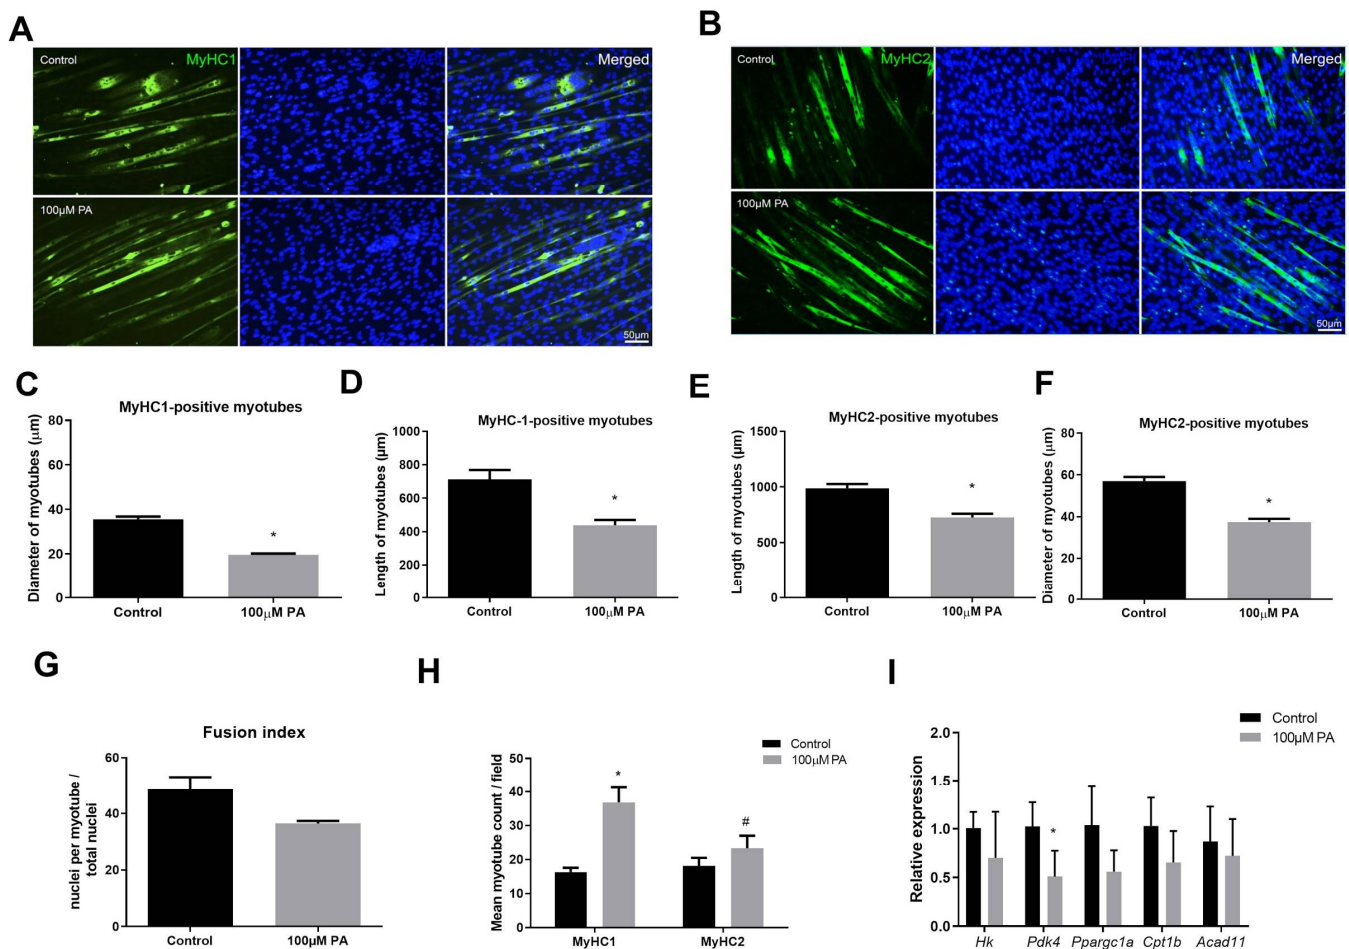 A
Control
MyHC1
Merged
100µM PA
50µm
B
Control
MyHC2
Merged
100µM PA
50µm
C
MyHC1-positive myotubes
Diameter of myotubes (µm)
80
60
40
20
0
Control
100µM PA
D
MyHC-1-positive myotubes
Length of myotubes (µm)
1000
800
600
400
200
0
Control
100µM PA
*
E
MyHC2-positive myotubes
Length of myotubes (µm)
1500
1000
500
0
Control
100µM PA
*
F
MyHC2-positive myotubes
Diameter of myotubes (µm)
80
60
40
20
0
Control
100µM PA
*
G
Fusion index
nuclei per myotube /
total nuclei
60
40
20
0
Control
100µM PA
H
Control
100µM PA
Mean myotube count / field
50
40
30
20
10
0
*
#
MyHC1
MyHC2
I
Control
100µM PA
Relative expression
2.0
1.5
1.0
0.5
0.0
*
Hk
Pdk4
Ppargc1a
Cpt1b
Acad11